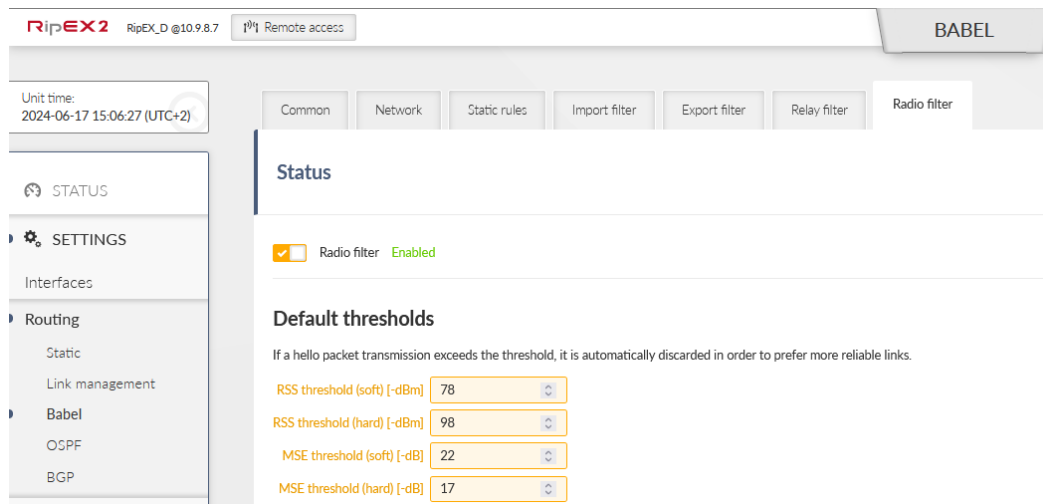 RipEX2 RipEX_D @10.9.8.7 Remote access BABEL
Unit time:
2024-06-17 15:06:27 (UTC+2)
Common Network Static rules Import filter Export filter Relay filter Radio filter
Status
STATUS
SETTINGS
Radio filter Enabled
Interfaces
Routing
Default thresholds
Static
If a hello packet transmission exceeds the threshold, it is automatically discarded in order to prefer more reliable links.
Link management
RSS threshold (soft) [-dBm] 78
Babel
RSS threshold (hard) [-dBm] 98
OSPF
MSE threshold (soft) [-dB] 22
BGP
MSE threshold (hard) [-dB] 17